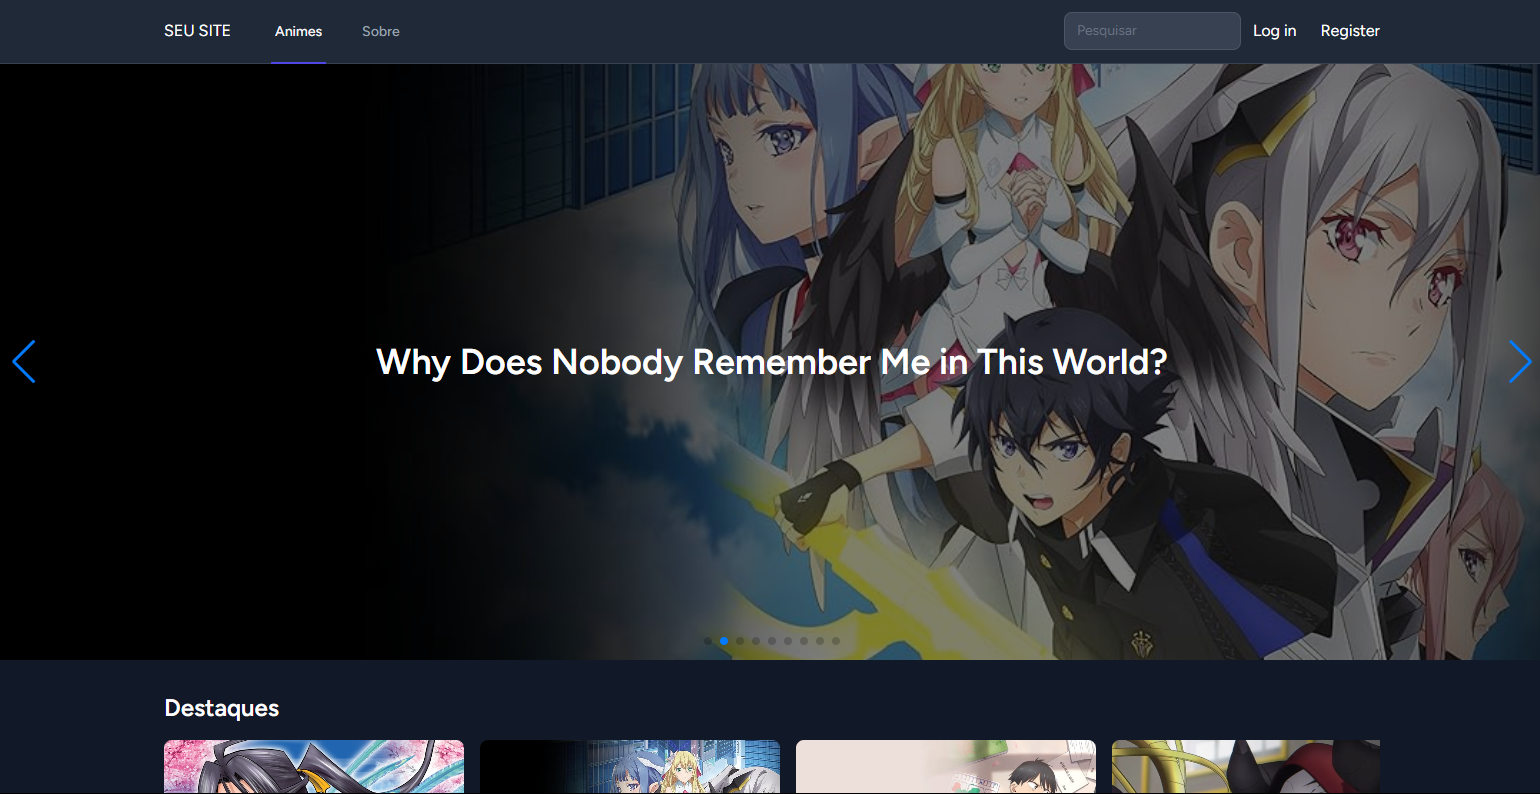 SEU SITE Animes Sobre Pesquisar Log in Register
Why Does Nobody Remember Me in This World?
Destaques